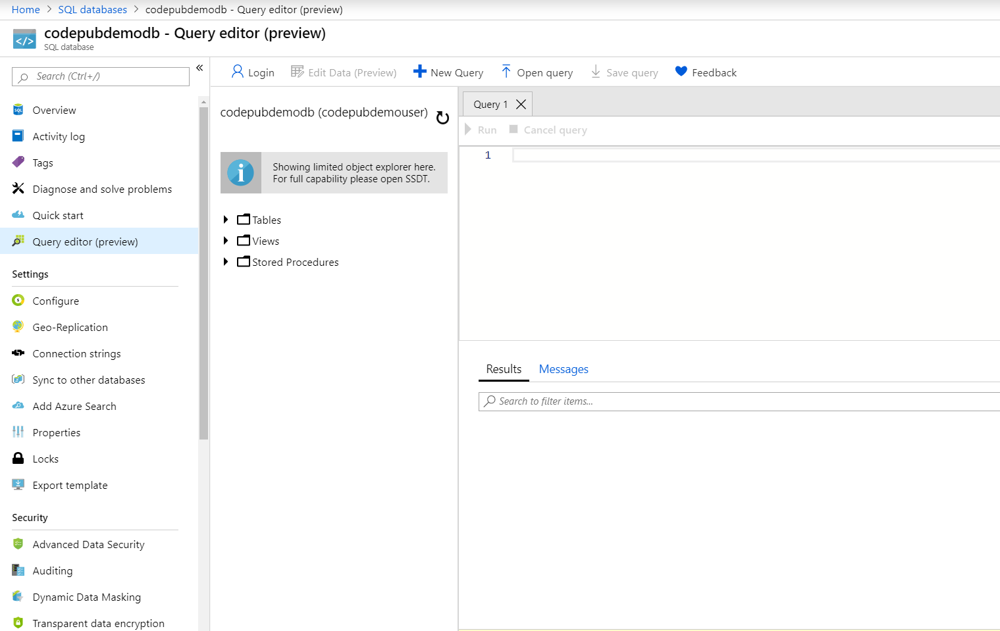 Home > SQL databases > codepubdemodb - Query editor (preview)
codepubdemodb - Query editor (preview)
SQL database
Search (Ctrl+/)
«
Overview
Activity log
Tags
Diagnose and solve problems
Quick start
Query editor (preview)
Settings
Configure
Geo-Replication
Connection strings
Sync to other databases
Add Azure Search
Properties
Locks
Export template
Security
Advanced Data Security
Auditing
Dynamic Data Masking
Transparent data encryption
Login Edit Data (Preview) New Query Open query Save query Feedback
codepubdemodb (codepubdemouser)
Showing limited object explorer here.
For full capability please open SSDT.
Tables
Views
Stored Procedures
Query 1
Run Cancel query
1
Results Messages
Search to filter items...